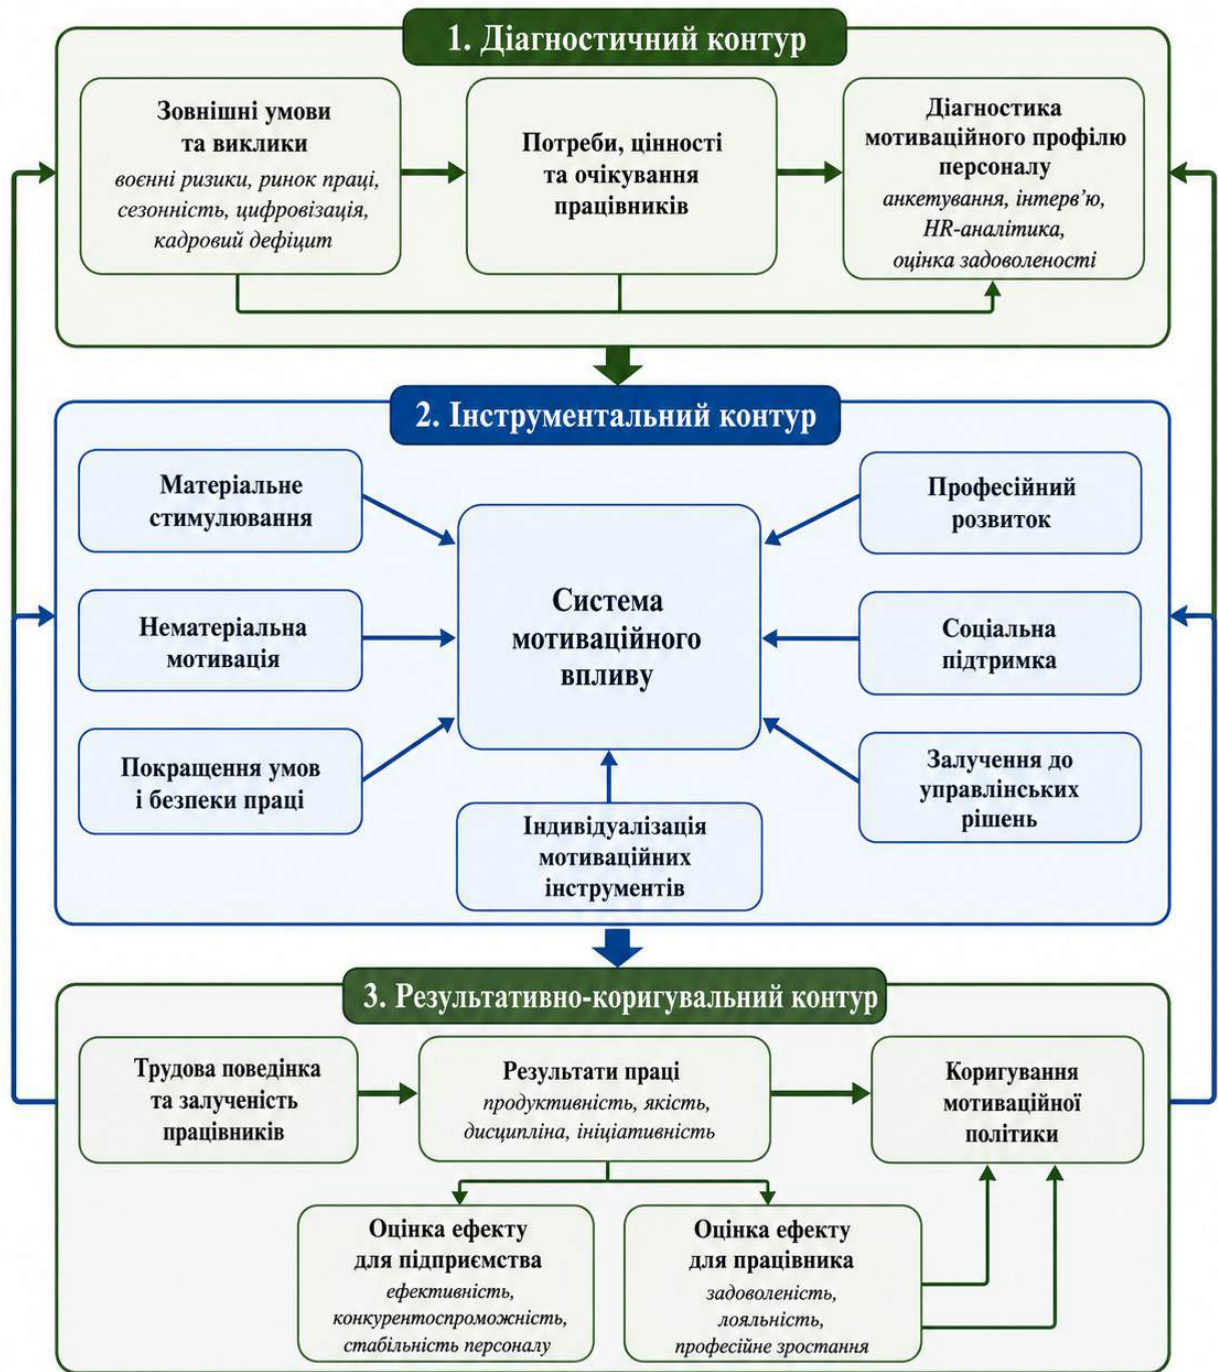 1. Діагностичний контур
Зовнішні умови
та виклики
воєнні ризики, ринок праці,
сезонність, цифровізація,
кадровий дефіцит
Потреби, цінності
та очікування
працівників
Діагностика
мотиваційного профілю
персоналу
анкетування, інтерв’ю,
HR-аналітика,
оцінка задоволеності
2. Інструментальний контур
Матеріальне
стимулювання
Нематеріальна
мотивація
Покращення умов
і безпеки праці
Система
мотиваційного
впливу
Індивідуалізація
мотиваційних
інструментів
Професійний
розвиток
Соціальна
підтримка
Залучення до
управлінських
рішень
3. Результативно-коригувальний контур
Трудова поведінка
та залученість
працівників
Результати праці
продуктивність, якість,
дисципліна, ініціативність
Коригування
мотиваційної
політики
Оцінка ефекту
для підприємства
ефективність,
конкурентоспроможність,
стабільність персоналу
Оцінка ефекту
для працівника
задоволеність,
лояльність,
професійне зростання